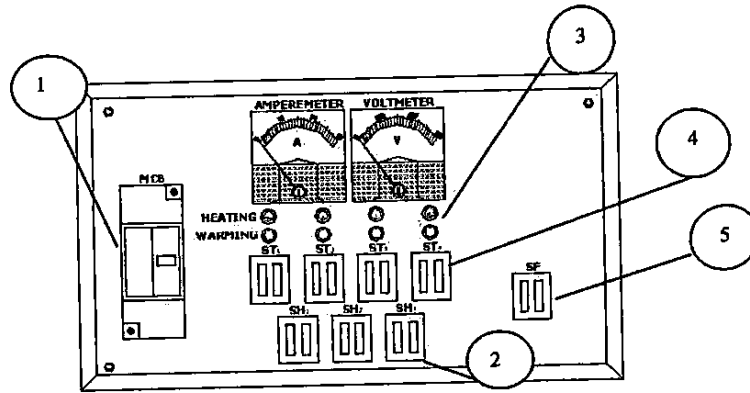 3
1
AMPEREMETER VOLTMETER
4
A V
MCB
HEATING
WARMING
5
ST₁ ST₂ ST₃ ST₄
SF
SH₁ SH₂ SH₃
2